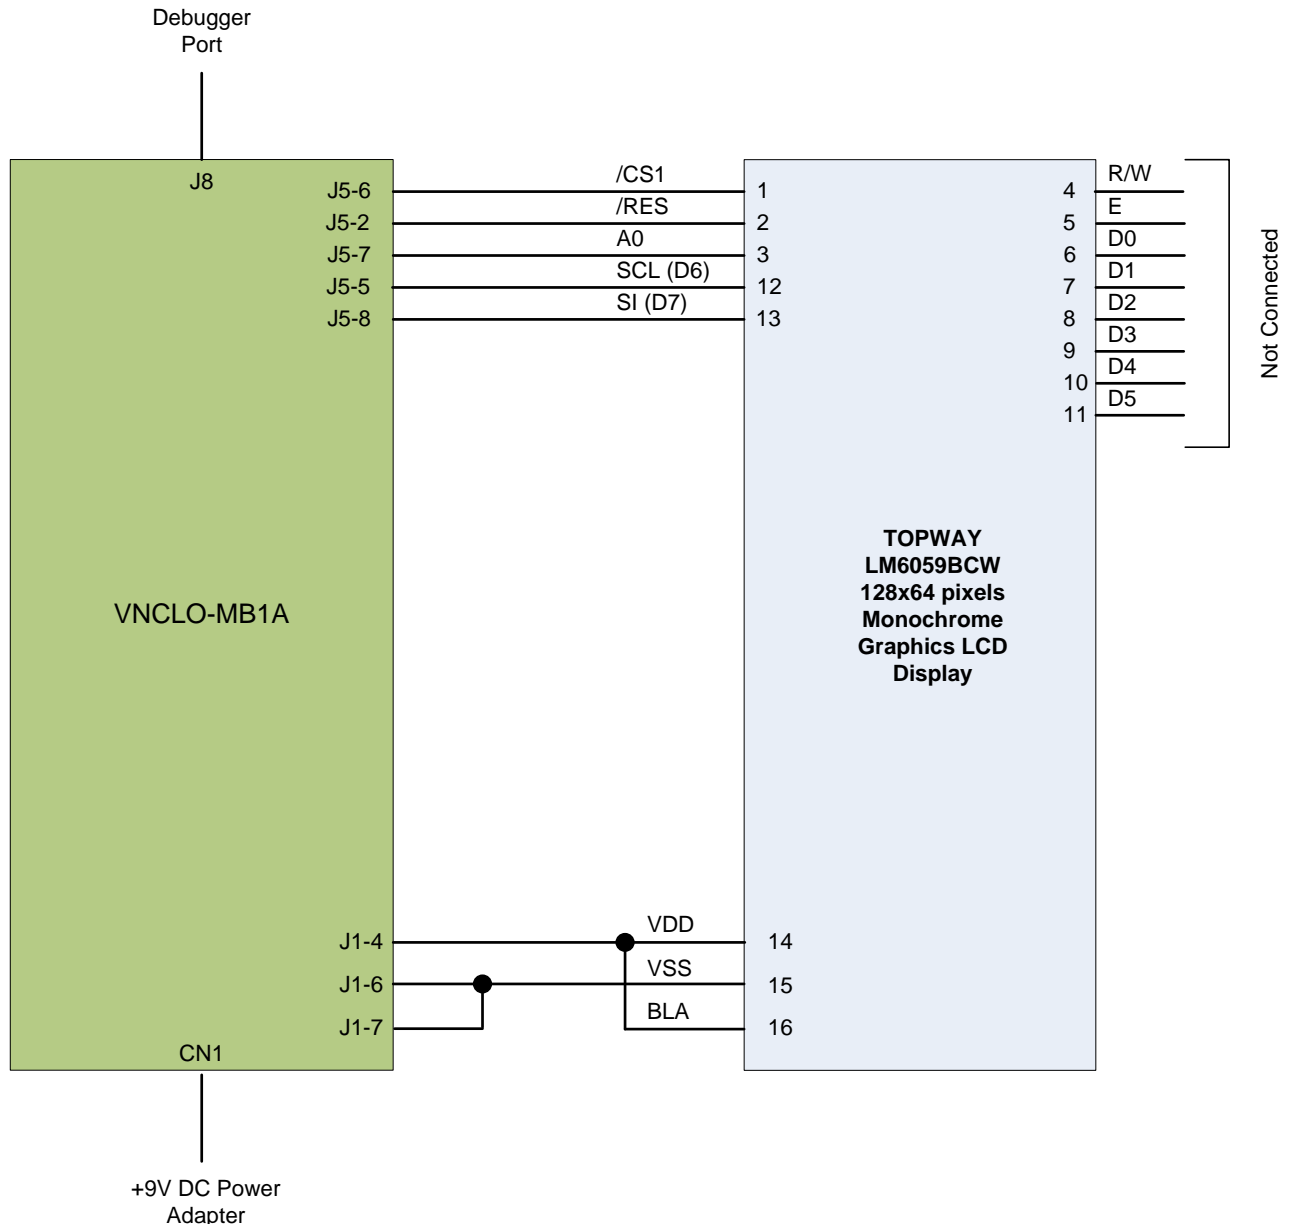 Debugger
Port
J8
J5-6
J5-2
J5-7
J5-5
J5-8
/CS1
/RES
A0
SCL (D6)
SI (D7)
1
2
3
12
13
4
5
6
7
8
9
10
11
R/W
E
D0
D1
D2
D3
D4
D5
Not Connected
VNCLO-MB1A
TOPWAY
LM6059BCW
128x64 pixels
Monochrome
Graphics LCD
Display
J1-4
J1-6
J1-7
VDD
VSS
BLA
14
15
16
CN1
+9V DC Power
Adapter